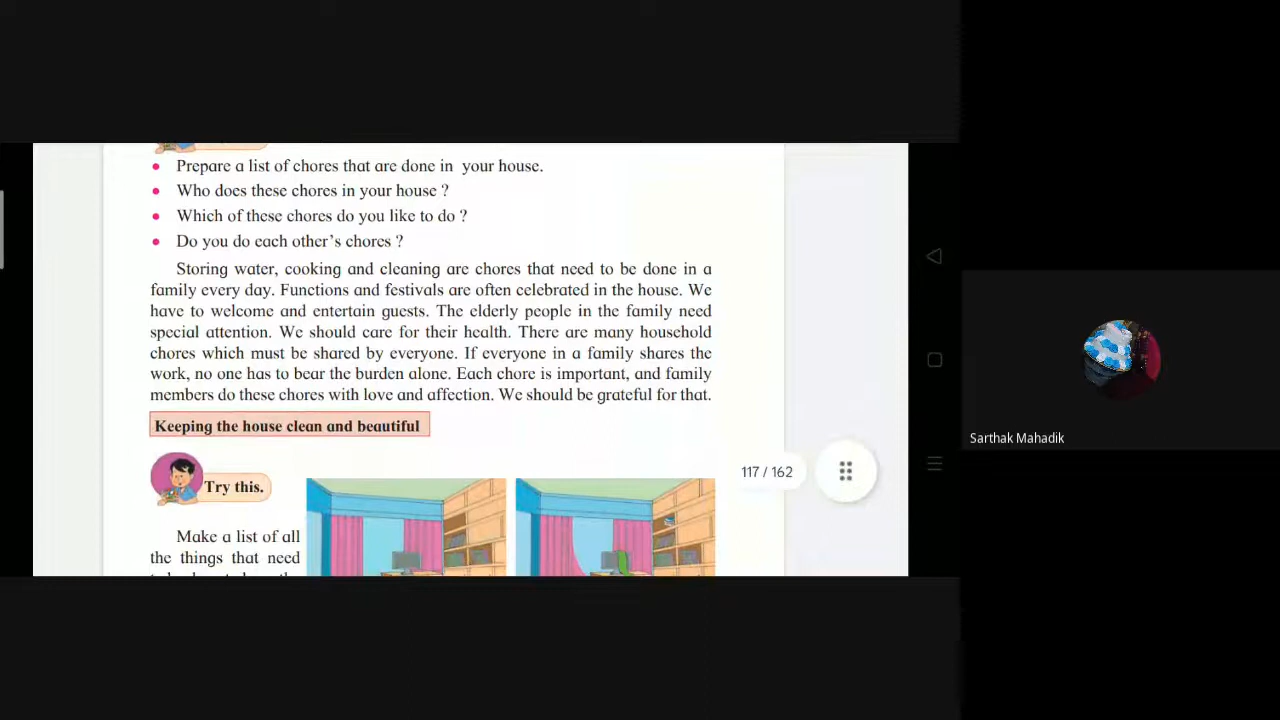 • Prepare a list of chores that are done in your house.
• Who does these chores in your house ?
• Which of these chores do you like to do ?
• Do you do each other's chores ?
Storing water, cooking and cleaning are chores that need to be done in a
family every day. Functions and festivals are often celebrated in the house. We
have to welcome and entertain guests. The elderly people in the family need
special attention. We should care for their health. There are many household
chores which must be shared by everyone. If everyone in a family shares the
work, no one has to bear the burden alone. Each chore is important, and family
members do these chores with love and affection. We should be grateful for that.
Keeping the house clean and beautiful
Try this.
Make a list of all
the things that need
117 / 162
Sarthak Mahadik